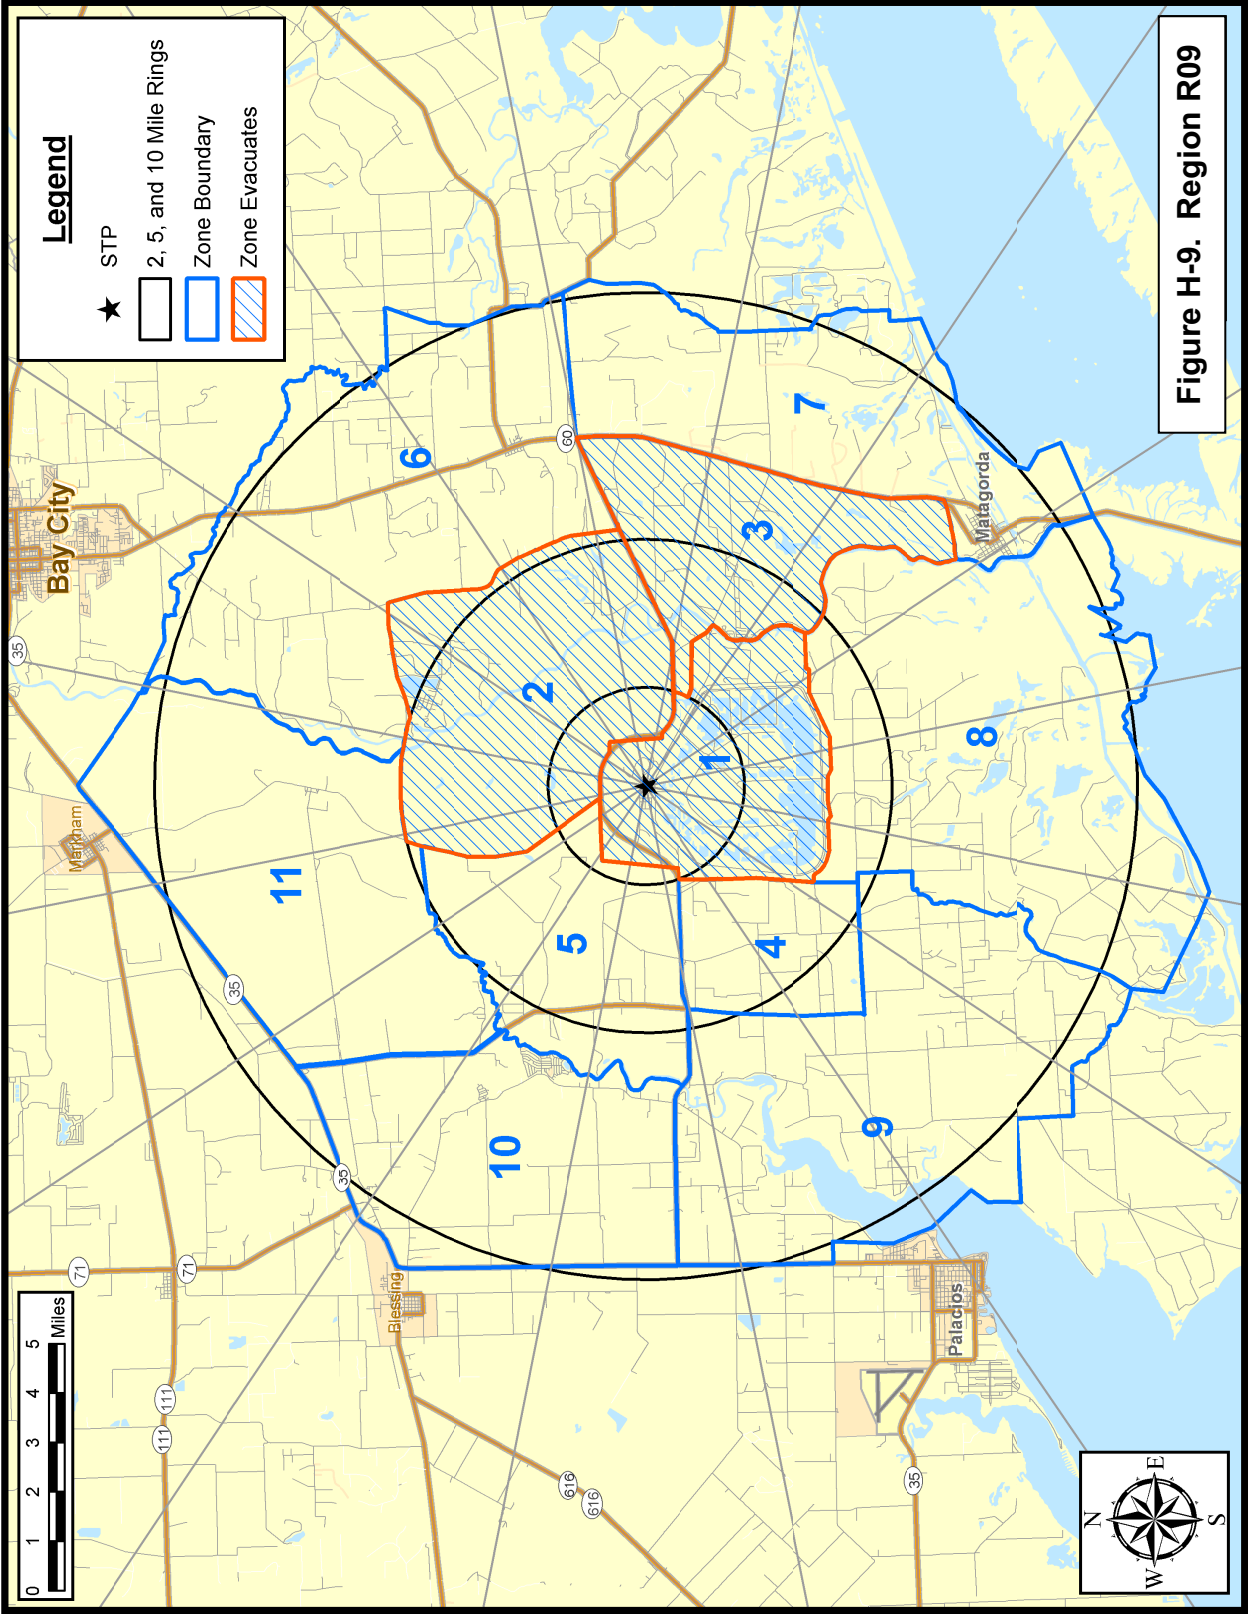 Legend
STP
2, 5, and 10 Mile Rings
Zone Boundary
Zone Evacuates
Figure H-9.  Region R09
0 1 2 3 4 5
Miles
N
W
E
S
Bay City
Markham
Blessing
Palacios
Matagorda
1
2
3
4
5
6
7
8
9
10
11
35
35
35
35
60
71
71
111
111
616
616